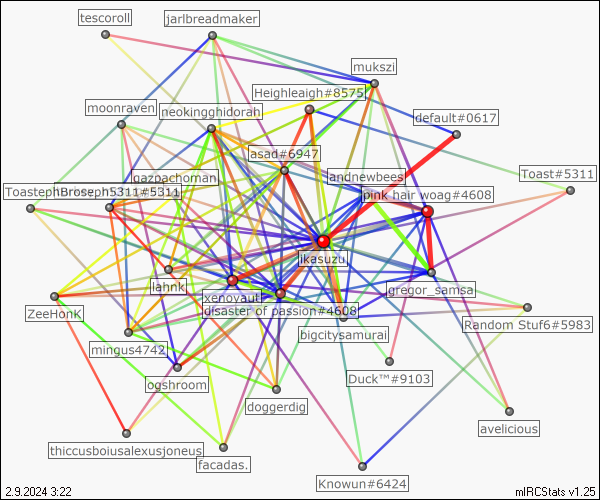 tescoroll
jarlbreadmaker
mukszi
Heighleaigh#8575
moonraven
neokingghidorah
default#0617
asad#6947
Toast#5311
gazpachoman.
landnewbees
ToastephBroseph5311#5311
pink hair woag#4608
likasuzu
lahnk
gregor_samsa
xenovaut
disaster of passion#4608
ZeeHonK
Random Stuf6#5983
bigcitysamurai
mingus4742
ogshroom
Duck™#9103
doggerdig
avelicious
thiccusboiusalexusjoneus
facadas.
Knowun#6424
2.9.2024 3:22
mIRCStats v1.25